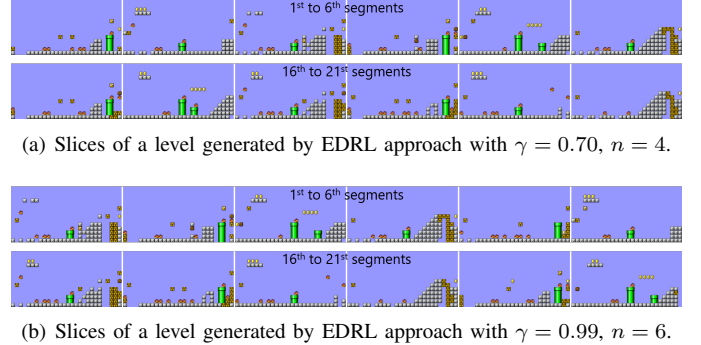 1st to 6th segments
16th to 21st segments
(a) Slices of a level generated by EDRL approach with γ = 0.70, n = 4.
1st to 6th segments
16th to 21st segments
(b) Slices of a level generated by EDRL approach with γ = 0.99, n = 6.